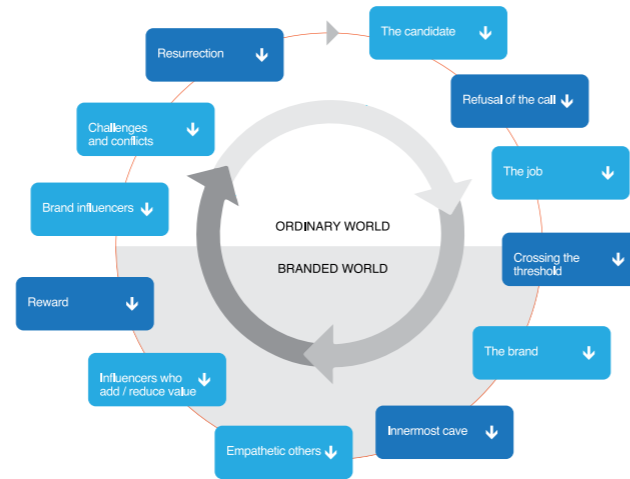 The candidate
Resurrection
Refusal of the call
Challenges
and conflicts
The job
Brand influencers
ORDINARY WORLD
Crossing the
threshold
BRANDED WORLD
Reward
The brand
Influencers who
add / reduce value
Innermost cave
Empathetic others